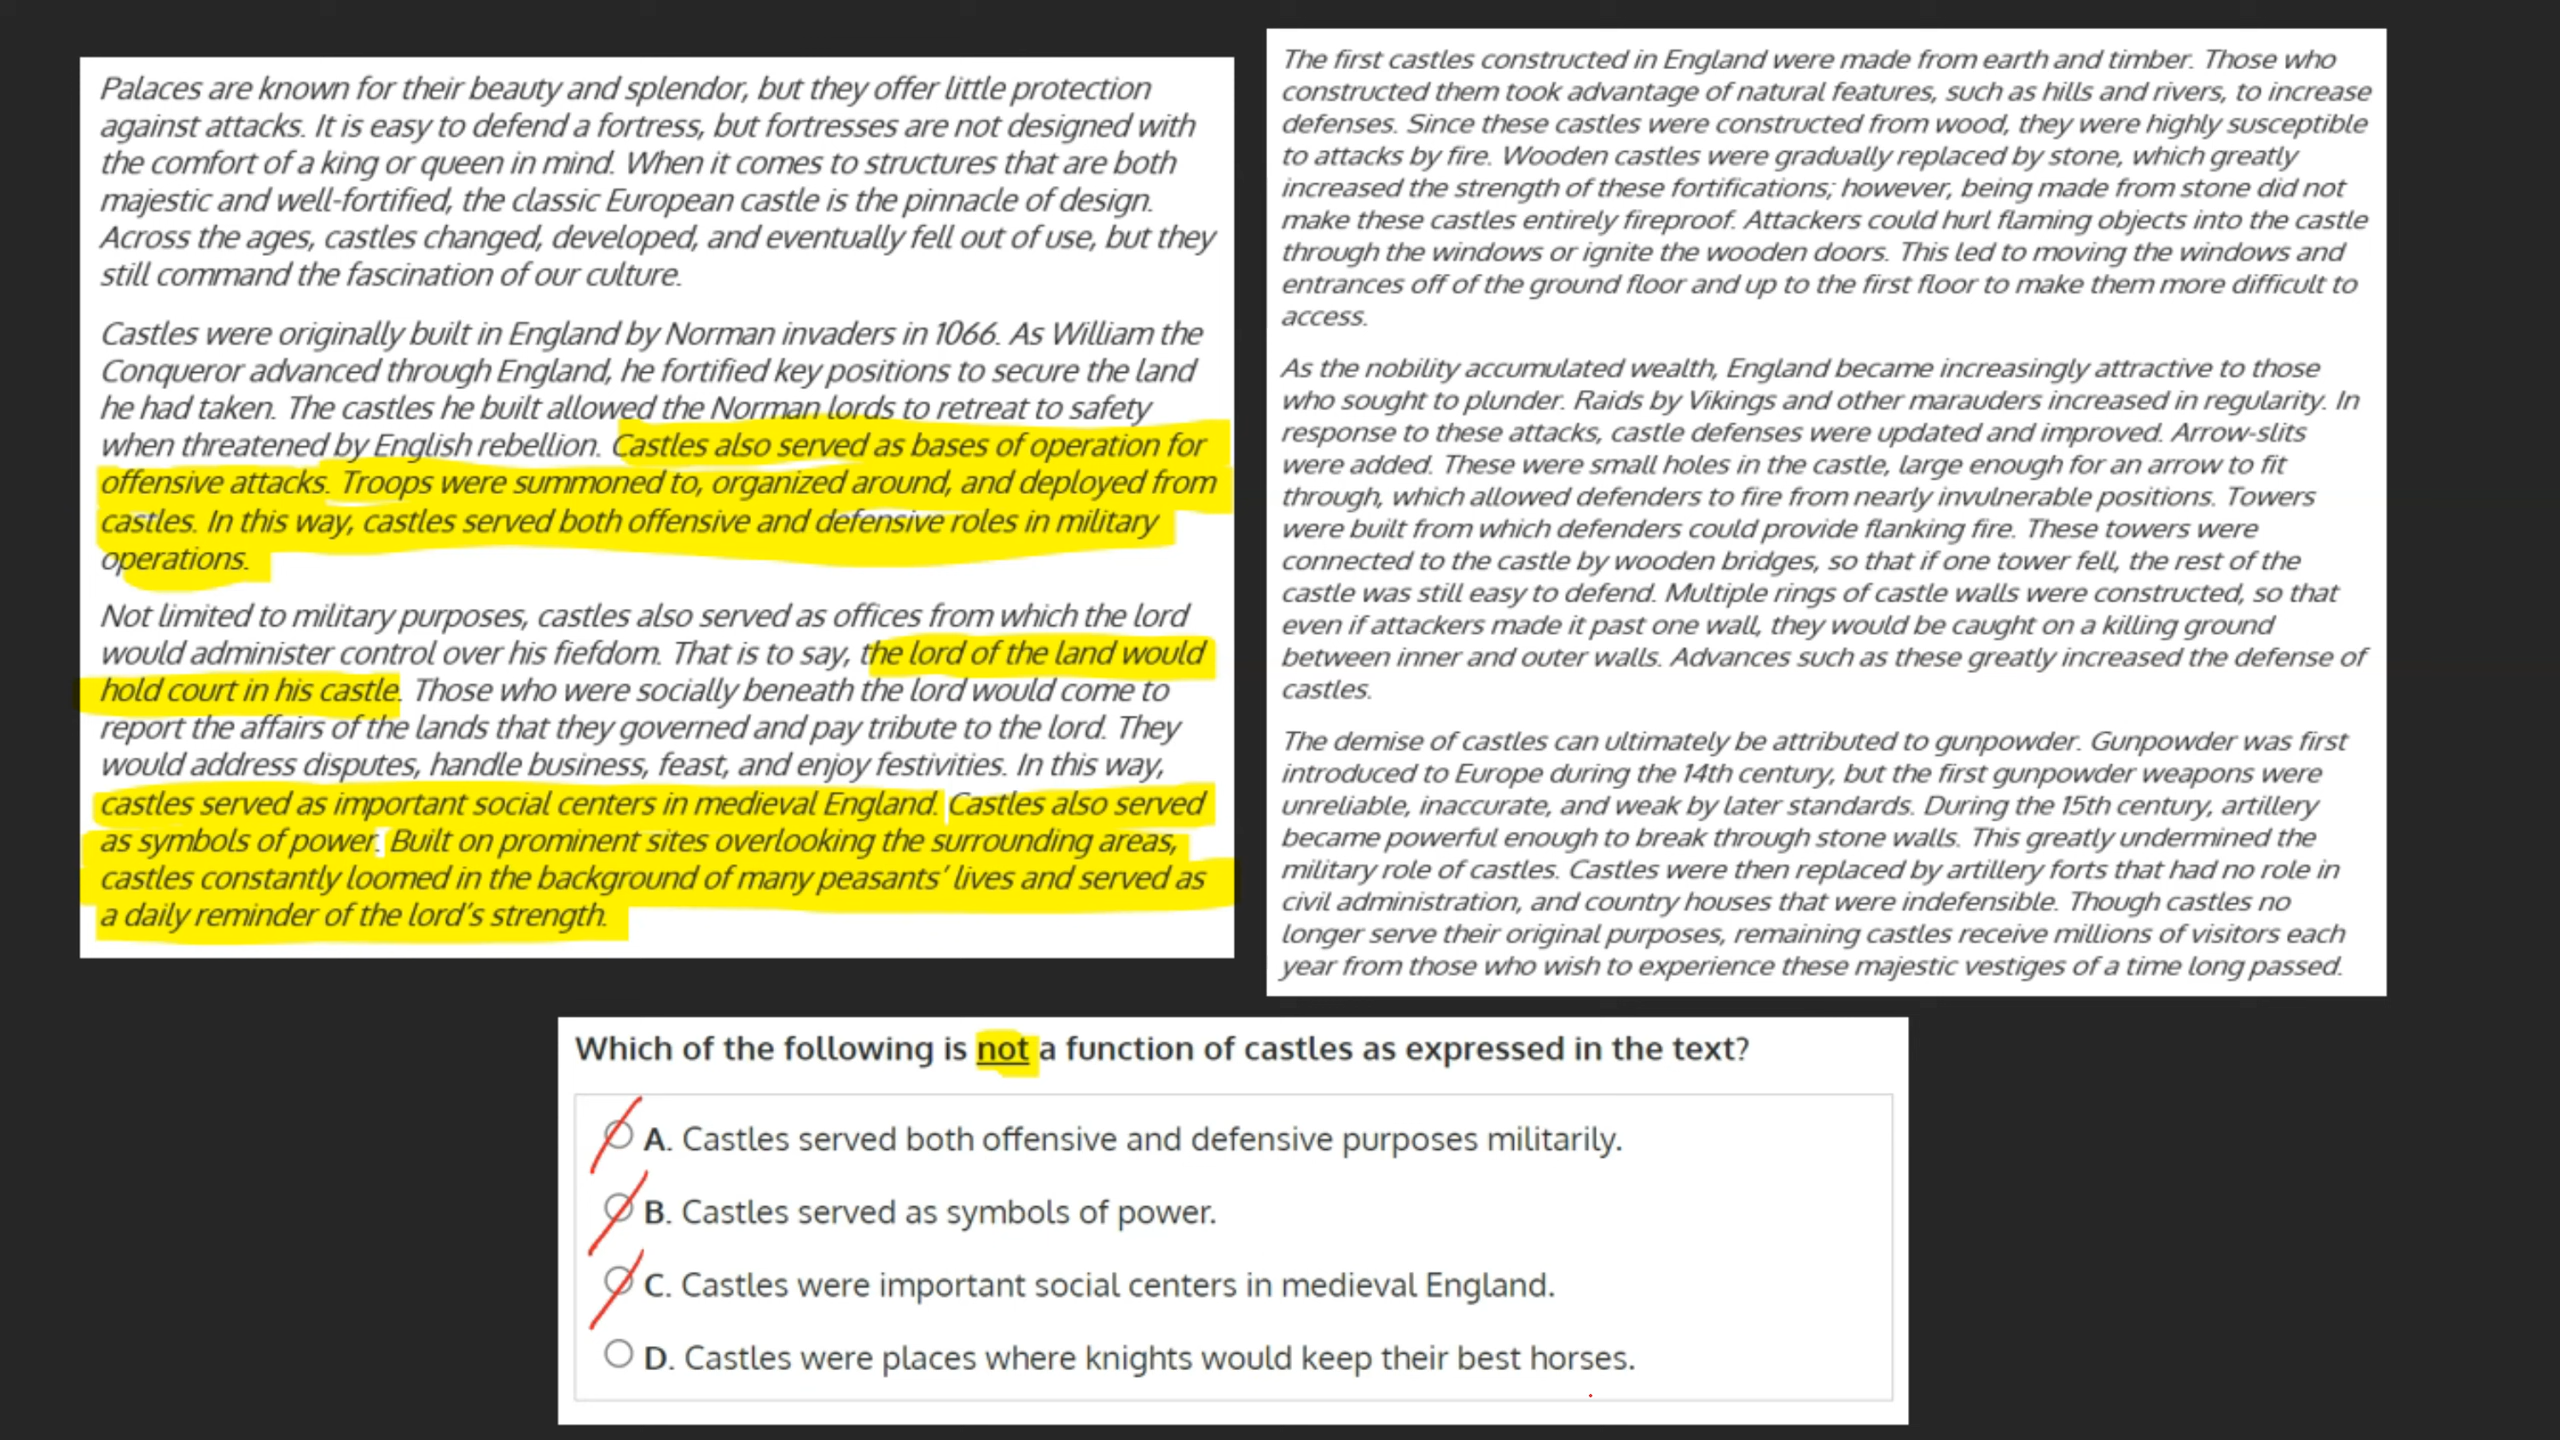 Palaces are known for their beauty and splendor, but they offer little protection
against attacks. It is easy to defend a fortress, but fortresses are not designed with
the comfort of a king or queen in mind. When it comes to structures that are both
majestic and well-fortified, the classic European castle is the pinnacle of design.
Across the ages, castles changed, developed, and eventually fell out of use, but they
still command the fascination of our culture.
Castles were originally built in England by Norman invaders in 1066. As William the
Conqueror advanced through England, he fortified key positions to secure the land
he had taken. The castles he built allowed the Norman lords to retreat to safety
when threatened by English rebellion. Castles also served as bases of operation for
offensive attacks. Troops were summoned to, organized around, and deployed from
castles. In this way, castles served both offensive and defensive roles in military
operations.
Not limited to military purposes, castles also served as offices from which the lord
would administer control over his fiefdom. That is to say, the lord of the land would
hold court in his castle. Those who were socially beneath the lord would come to
report the affairs of the lands that they governed and pay tribute to the lord. They
would address disputes, handle business, feast, and enjoy festivities. In this way,
castles served as important social centers in medieval England. Castles also served
as symbols of power. Built on prominent sites overlooking the surrounding areas,
castles constantly loomed in the background of many peasants' lives and served as
a daily reminder of the lord's strength.
The first castles constructed in England were made from earth and timber. Those who
constructed them took advantage of natural features, such as hills and rivers, to increase
defenses. Since these castles were constructed from wood, they were highly susceptible
to attacks by fire. Wooden castles were gradually replaced by stone, which greatly
increased the strength of these fortifications; however, being made from stone did not
make these castles entirely fireproof. Attackers could hurl flaming objects into the castle
through the windows or ignite the wooden doors. This led to moving the windows and
entrances off of the ground floor and up to the first floor to make them more difficult to
access.
As the nobility accumulated wealth, England became increasingly attractive to those
who sought to plunder. Raids by Vikings and other marauders increased in regularity. In
response to these attacks, castle defenses were updated and improved. Arrow-slits
were added. These were small holes in the castle, large enough for an arrow to fit
through, which allowed defenders to fire from nearly invulnerable positions. Towers
were built from which defenders could provide flanking fire. These towers were
connected to the castle by wooden bridges, so that if one tower fell, the rest of the
castle was still easy to defend. Multiple rings of castle walls were constructed, so that
even if attackers made it past one wall, they would be caught on a killing ground
between inner and outer walls. Advances such as these greatly increased the defense of
castles.
The demise of castles can ultimately be attributed to gunpowder. Gunpowder was first
introduced to Europe during the 14th century, but the first gunpowder weapons were
unreliable, inaccurate, and weak by later standards. During the 15th century, artillery
became powerful enough to break through stone walls. This greatly undermined the
military role of castles. Castles were then replaced by artillery forts that had no role in
civil administration, and country houses that were indefensible. Though castles no
longer serve their original purposes, remaining castles receive millions of visitors each
year from those who wish to experience these majestic vestiges of a time long passed.
Which of the following is not a function of castles as expressed in the text?
A. Castles served both offensive and defensive purposes militarily.
B. Castles served as symbols of power.
C. Castles were important social centers in medieval England.
D. Castles were places where knights would keep their best horses.